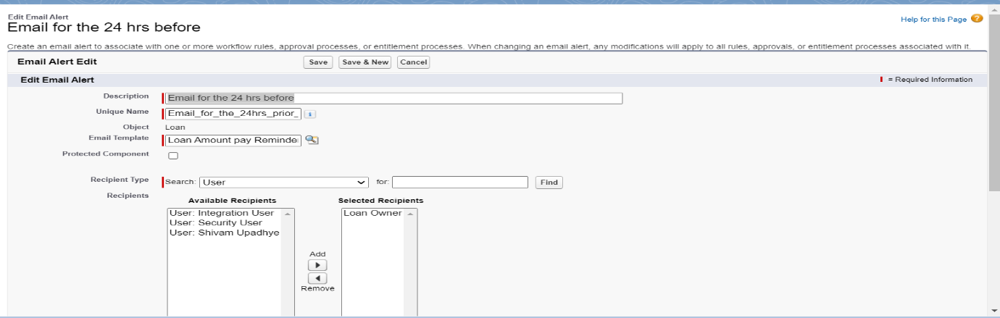 Edit Email Alert
Email for the 24 hrs before
Help for this Page
Create an email alert to associate with one or more workflow rules, approval processes, or entitlement processes. When changing an email alert, any modifications will apply to all rules, approvals, or entitlement processes associated with it.
Email Alert Edit Save Save & New Cancel
Edit Email Alert = Required Information
Description Email for the 24 hrs before
Unique Name Email_for_the_24hrs_prior_ i
Object Loan
Email Template Loan Amount pay Reminde
Protected Component
Recipient Type Search: User for: Find
Recipients
Available Recipients Selected Recipients
User: Integration User Loan Owner
User: Security User
User: Shivam Upadhye
Add
Remove